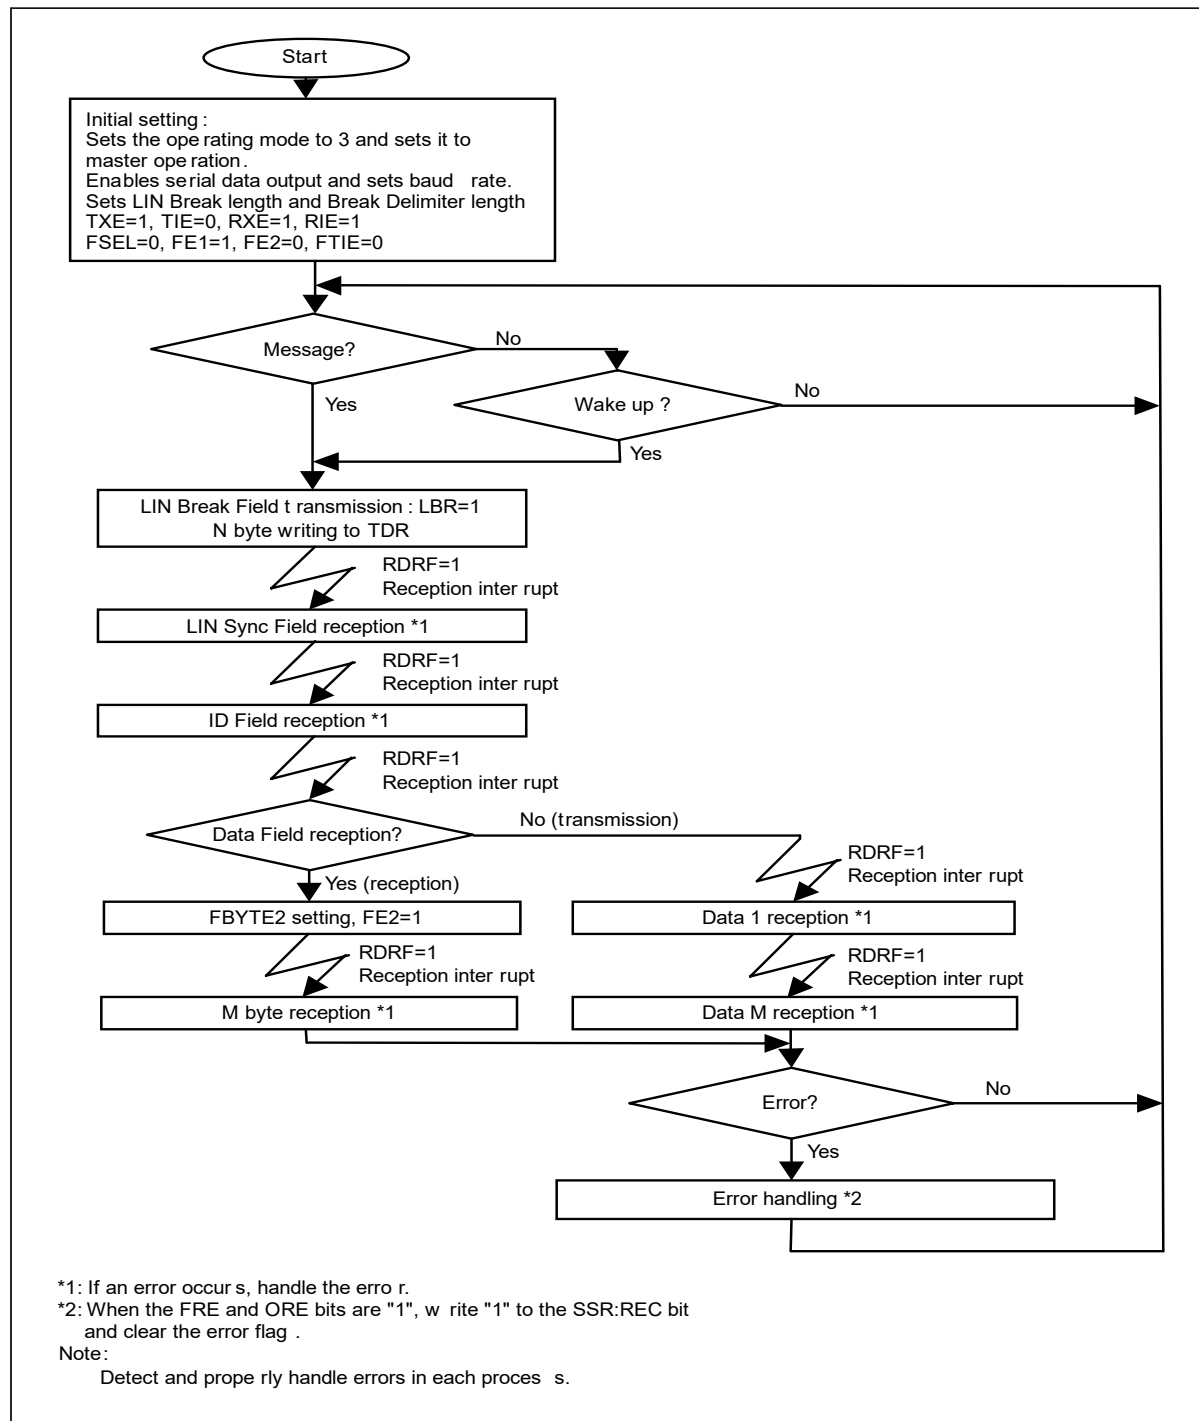 Start
Initial setting :
Sets the operating mode to 3 and sets it to
master operation.
Enables serial data output and sets baud rate.
Sets LIN Break length and Break Delimiter length
TXE=1, TIE=0, RXE=1, RIE=1
FSEL=0, FE1=1, FE2=0, FTIE=0
Message?
No
Wake up ?
No
Yes
Yes
LIN Break Field t ransmission : LBR=1
N byte writing to TDR
RDRF=1
Reception inter rupt
LIN Sync Field reception *1
RDRF=1
Reception inter rupt
ID Field reception *1
RDRF=1
Reception inter rupt
Data Field reception?
No (transmission)
RDRF=1
Reception inter rupt
Yes (reception)
FBYTE2 setting, FE2=1
Data 1 reception *1
RDRF=1
Reception inter rupt
RDRF=1
Reception inter rupt
M byte reception *1
Data M reception *1
Error?
No
Yes
Error handling *2
*1: If an error occur s, handle the erro r.
*2: When the FRE and ORE bits are "1", w rite "1" to the SSR:REC bit
and clear the error flag .
Note:
Detect and prope rly handle errors in each proces s.